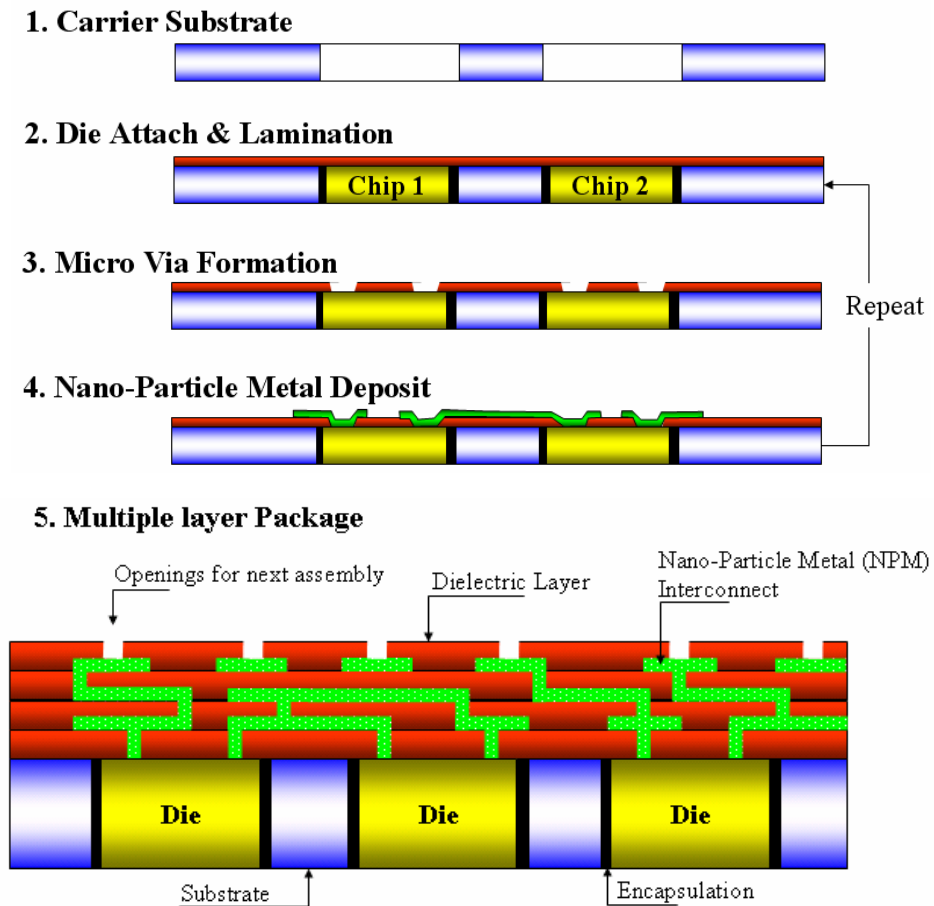 1. Carrier Substrate
2. Die Attach & Lamination
Chip 1
Chip 2
3. Micro Via Formation
Repeat
4. Nano-Particle Metal Deposit
5. Multiple layer Package
Openings for next assembly
Dielectric Layer
Nano-Particle Metal (NPM)
Interconnect
Die
Die
Die
Substrate
Encapsulation